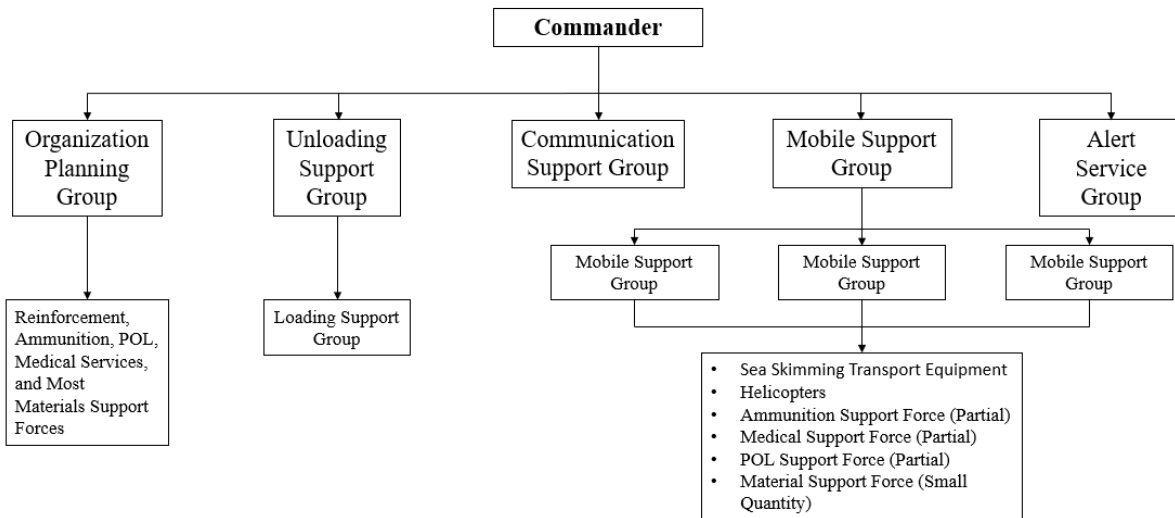 Commander
Organization
Planning
Group
Unloading
Support
Group
Communication
Support Group
Mobile Support
Group
Alert
Service
Group
Mobile Support
Group
Mobile Support
Group
Mobile Support
Group
Reinforcement,
Ammunition, POL,
Medical Services,
and Most
Materials Support
Forces
Loading Support
Group
• Sea Skimming Transport Equipment
• Helicopters
• Ammunition Support Force (Partial)
• Medical Support Force (Partial)
• POL Support Force (Partial)
• Material Support Force (Small
Quantity)